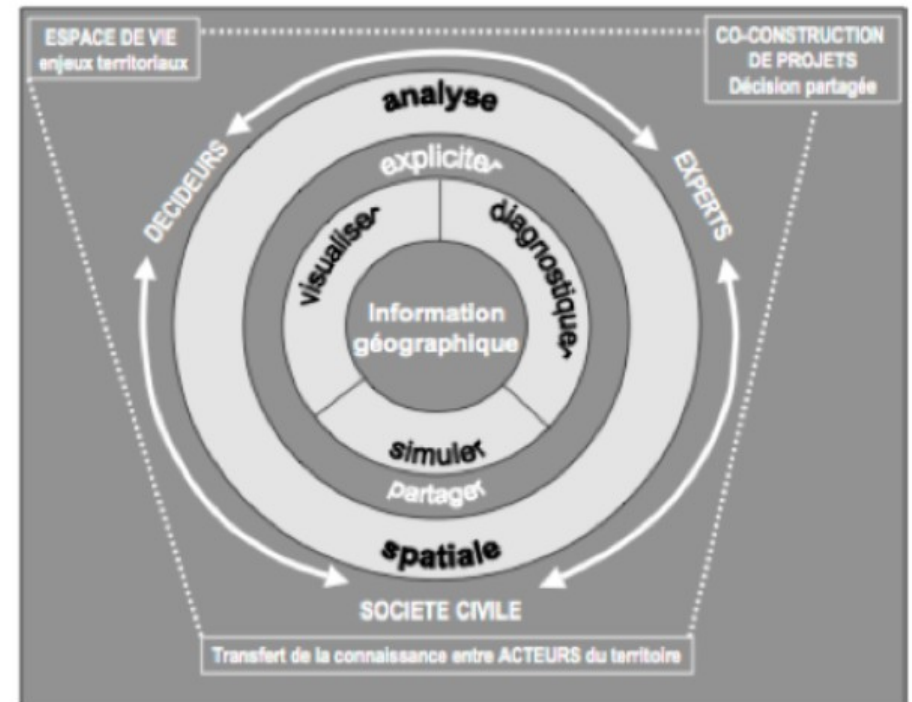 ESPACE DE VIE
enjeux territoriaux
CO-CONSTRUCTION
DE PROJETS
Décision partagée
analyse
expliciter
DECIDEURS
EXPERTS
visualiser
diagnostiquer
Information
géographique
simuler
partager
spatiale
SOCIETE CIVILE
Transfert de la connaissance entre ACTEURS du territoire